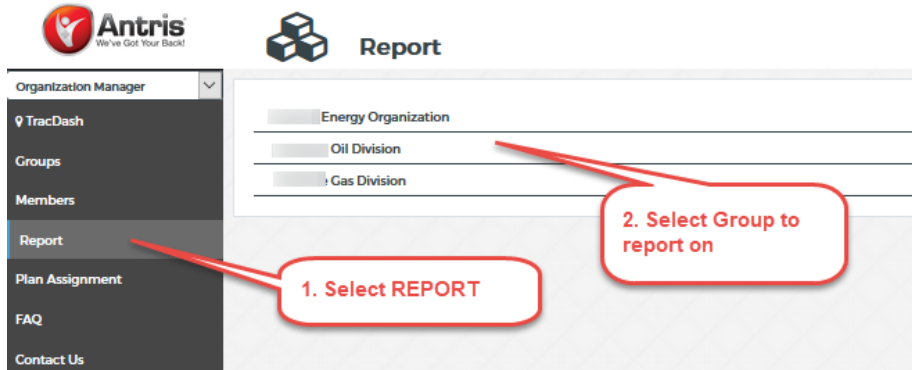 Antris
We've Got Your Back!
Report
Organization Manager
TracDash
Groups
Members
Report
Plan Assignment
FAQ
Contact Us
Energy Organization
Oil Division
Gas Division
1. Select REPORT
2. Select Group to
report on